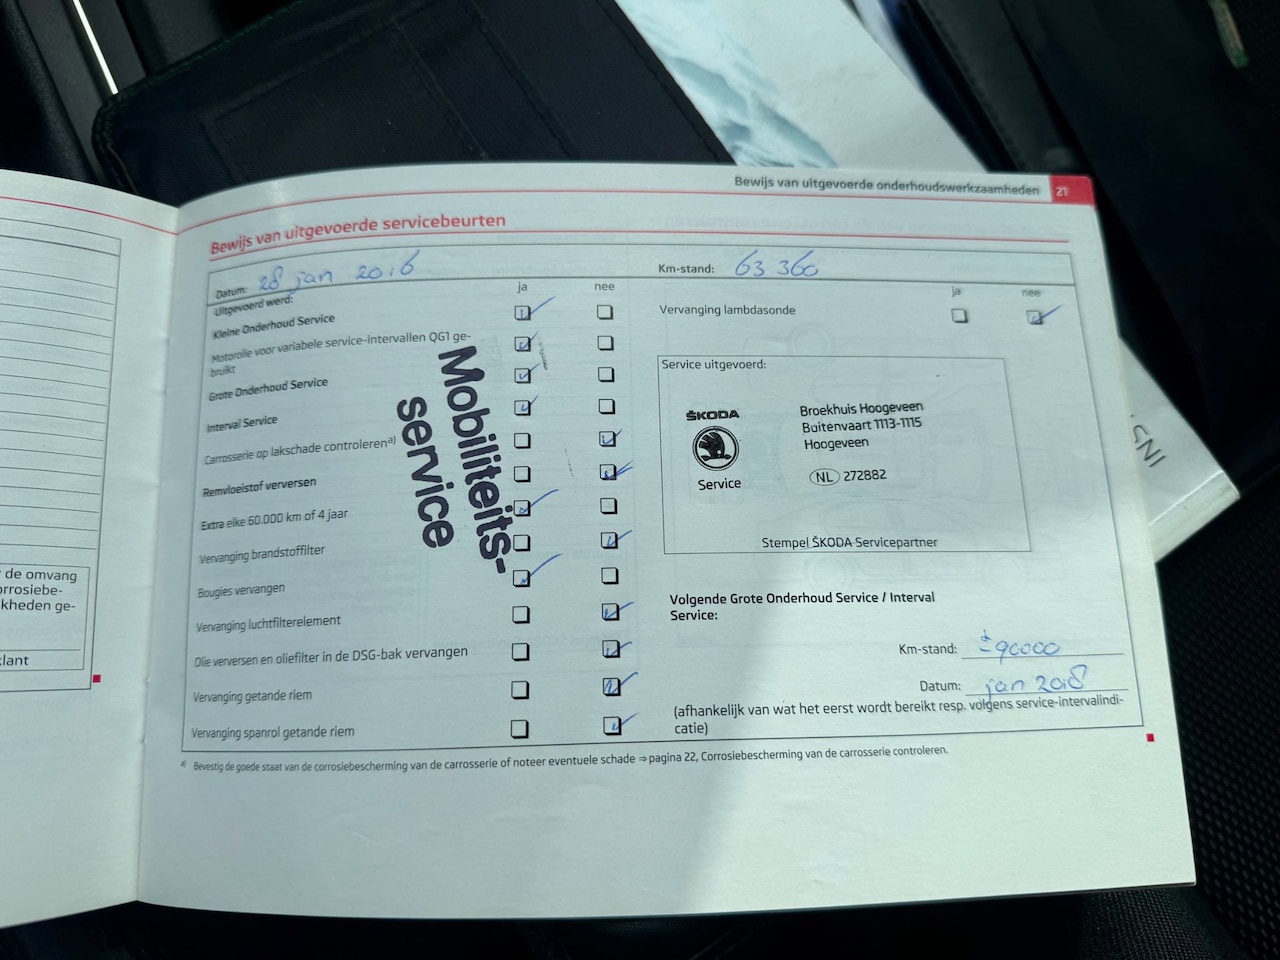 Bewijs van uitgevoerde onderhoudswerkzaamheden 21
Bewijs van uitgevoerde servicebeurten
Datum: 28 jan 2016
Km-stand: 63 360
ja nee
ja nee
Uitgevoerd werd:
Kleine Onderhoud Service
Motorolie voor variabele service-intervallen QG1 ge-
bruikt
Grote Onderhoud Service
Interval Service
Carrosserie op lakschade controleren a)
Remvloeistof verversen
Extra elke 60.000 km of 4 jaar
Vervanging brandstoffilter
Bougies vervangen
Vervanging luchtfilterelement
Olie verversen en oliefilter in de DSG-bak vervangen
Vervanging getande riem
Vervanging spanrol getande riem
Mobiliteits-
service
Vervanging lambdasonde
Service uitgevoerd:
ŠKODA
Service
Broekhuis Hoogeveen
Buitenvaart 1113-1115
Hoogeveen
NL 272882
Stempel ŠKODA Servicepartner
Volgende Grote Onderhoud Service / Interval
Service:
Km-stand: ± 90000
Datum: jan 2018
(afhankelijk van wat het eerst wordt bereikt resp. volgens service-intervalindi-
catie)
a) Bevestig de goede staat van de corrosiebescherming van de carrosserie of noteer eventuele schade ⇒ pagina 22, Corrosiebescherming van de carrosserie controleren.
de omvang
orrosiebe-
kheden ge-
klant
INS